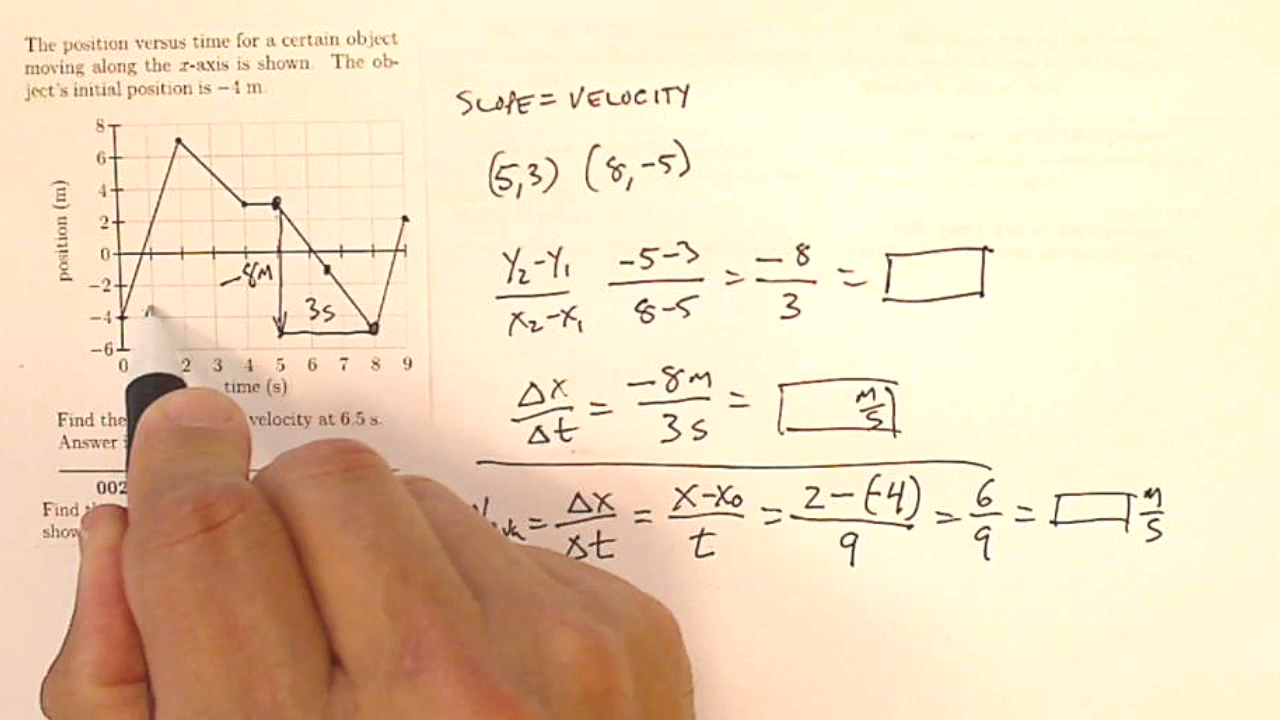 The position versus time for a certain object
moving along the x-axis is shown. The ob-
ject's initial position is −4 m.
8
6
4
2
0
−2
−4
−6
position (m)
0 2 3 4 5 6 7 8 9
time (s)
−8M
3s
Find the velocity at 6.5 s.
Answer
002
Find
show
SLOPE = VELOCITY
(5,3) (8,-5)
Y₂-Y₁ / X₂-X₁ -5-3 / 8-5 = -8 / 3 =
Δx / Δt = -8M / 3s = M/s
= Δx / Δt = X-X₀ / t = 2-(-4) / 9 = 6 / 9 = M/s